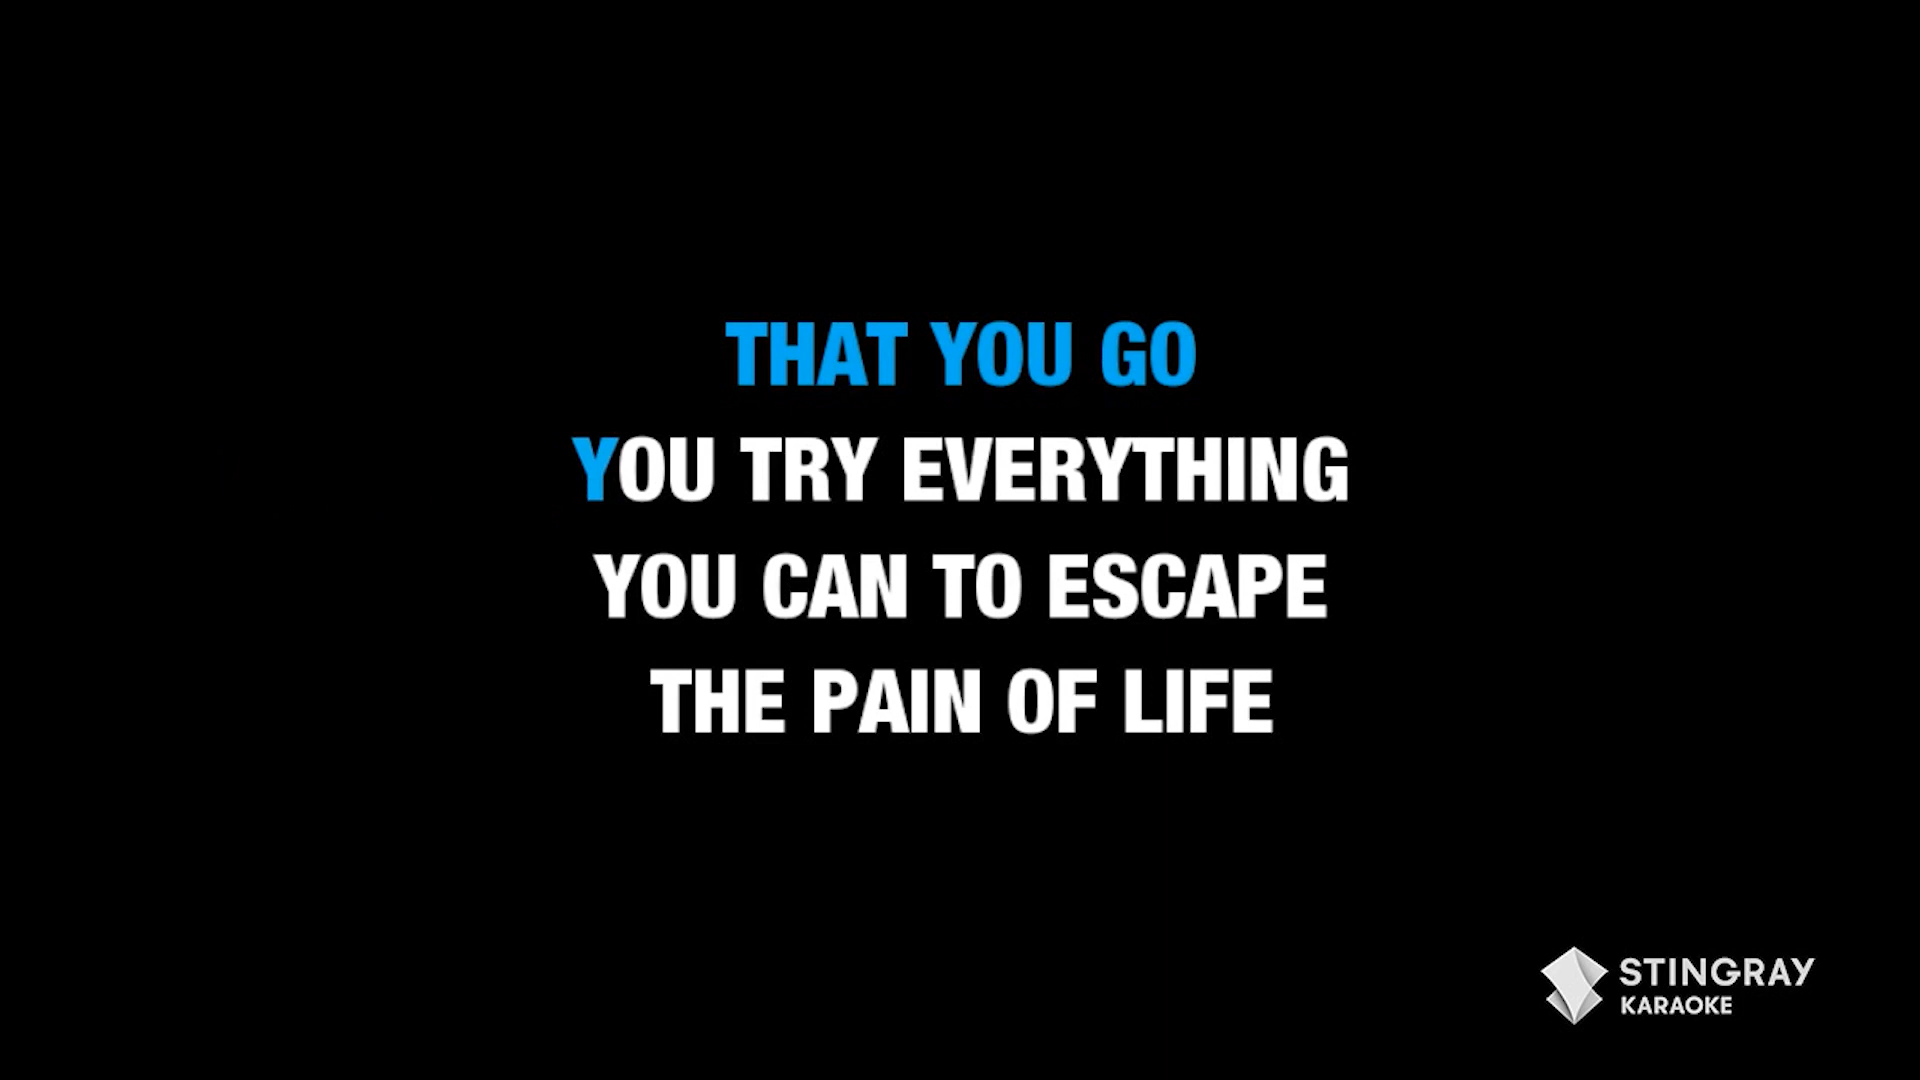 THAT YOU GO
YOU TRY EVERYTHING
YOU CAN TO ESCAPE
THE PAIN OF LIFE
STINGRAY
KARAOKE